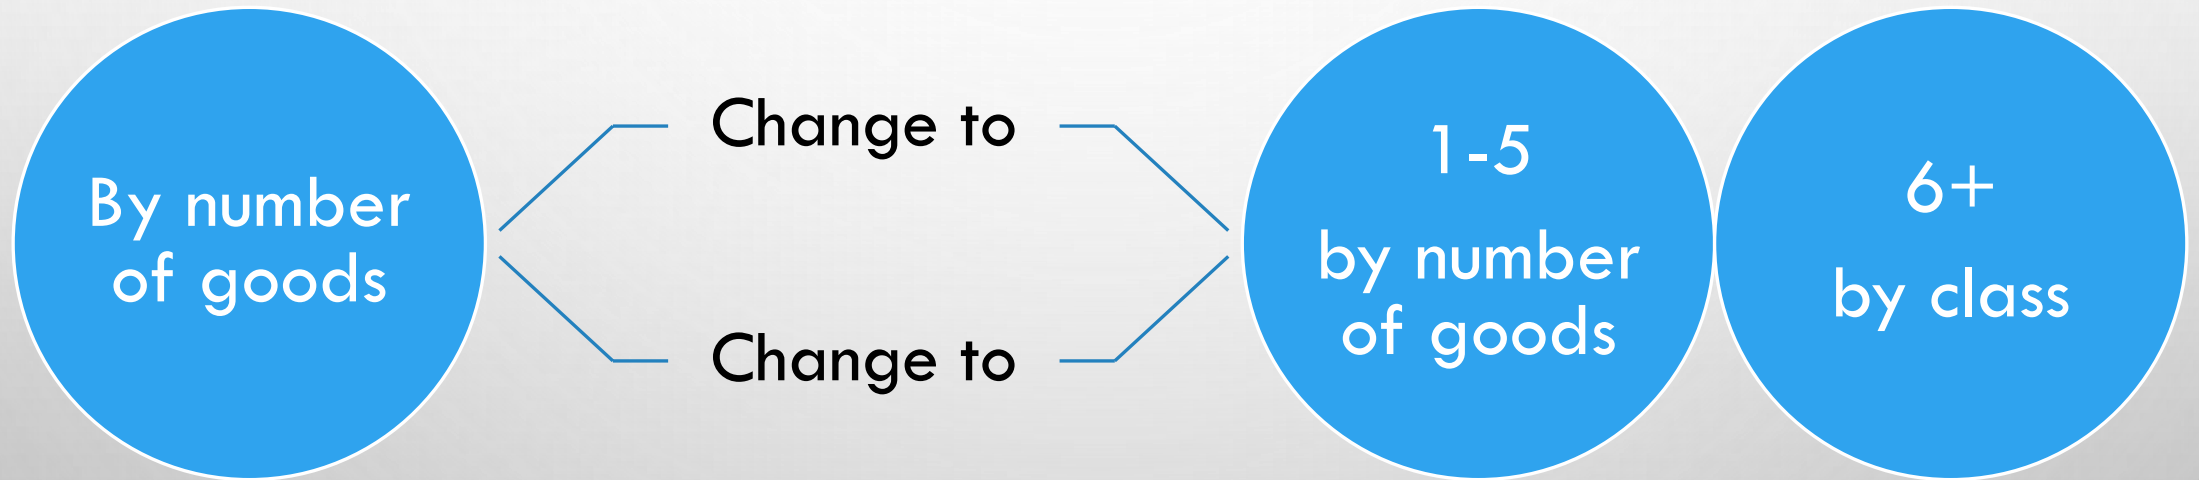 By number
of goods
Change to
Change to
1-5
by number
of goods
6+
by class